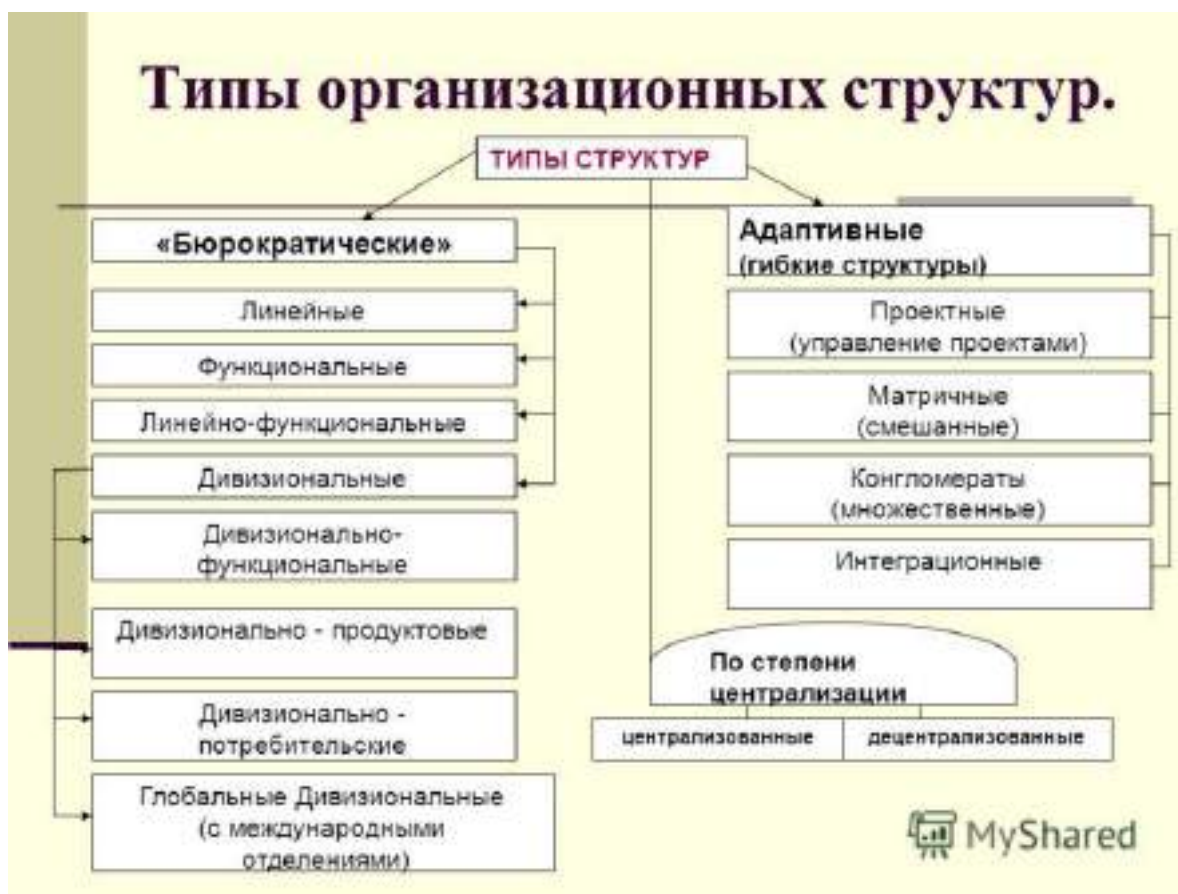 Типы организационных структур.
ТИПЫ СТРУКТУР
«Бюрократические»
Линейные
Функциональные
Линейно-функциональные
Дивизиональные
Дивизионально-
функциональные
Дивизионально - продуктовые
Дивизионально -
потребительские
Глобальные Дивизиональные
(с международными
отделениями)
Адаптивные
(гибкие структуры)
Проектные
(управление проектами)
Матричные
(смешанные)
Конгломераты
(множественные)
Интеграционные
По степени
централизации
централизованные
децентрализованные
MyShared